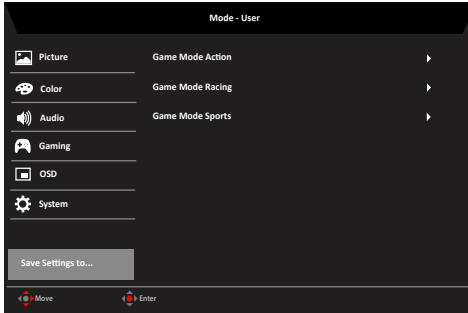 Mode - User
Picture
Game Mode Action
Color
Game Mode Racing
Audio
Game Mode Sports
Gaming
OSD
System
Save Settings to...
Move
Enter